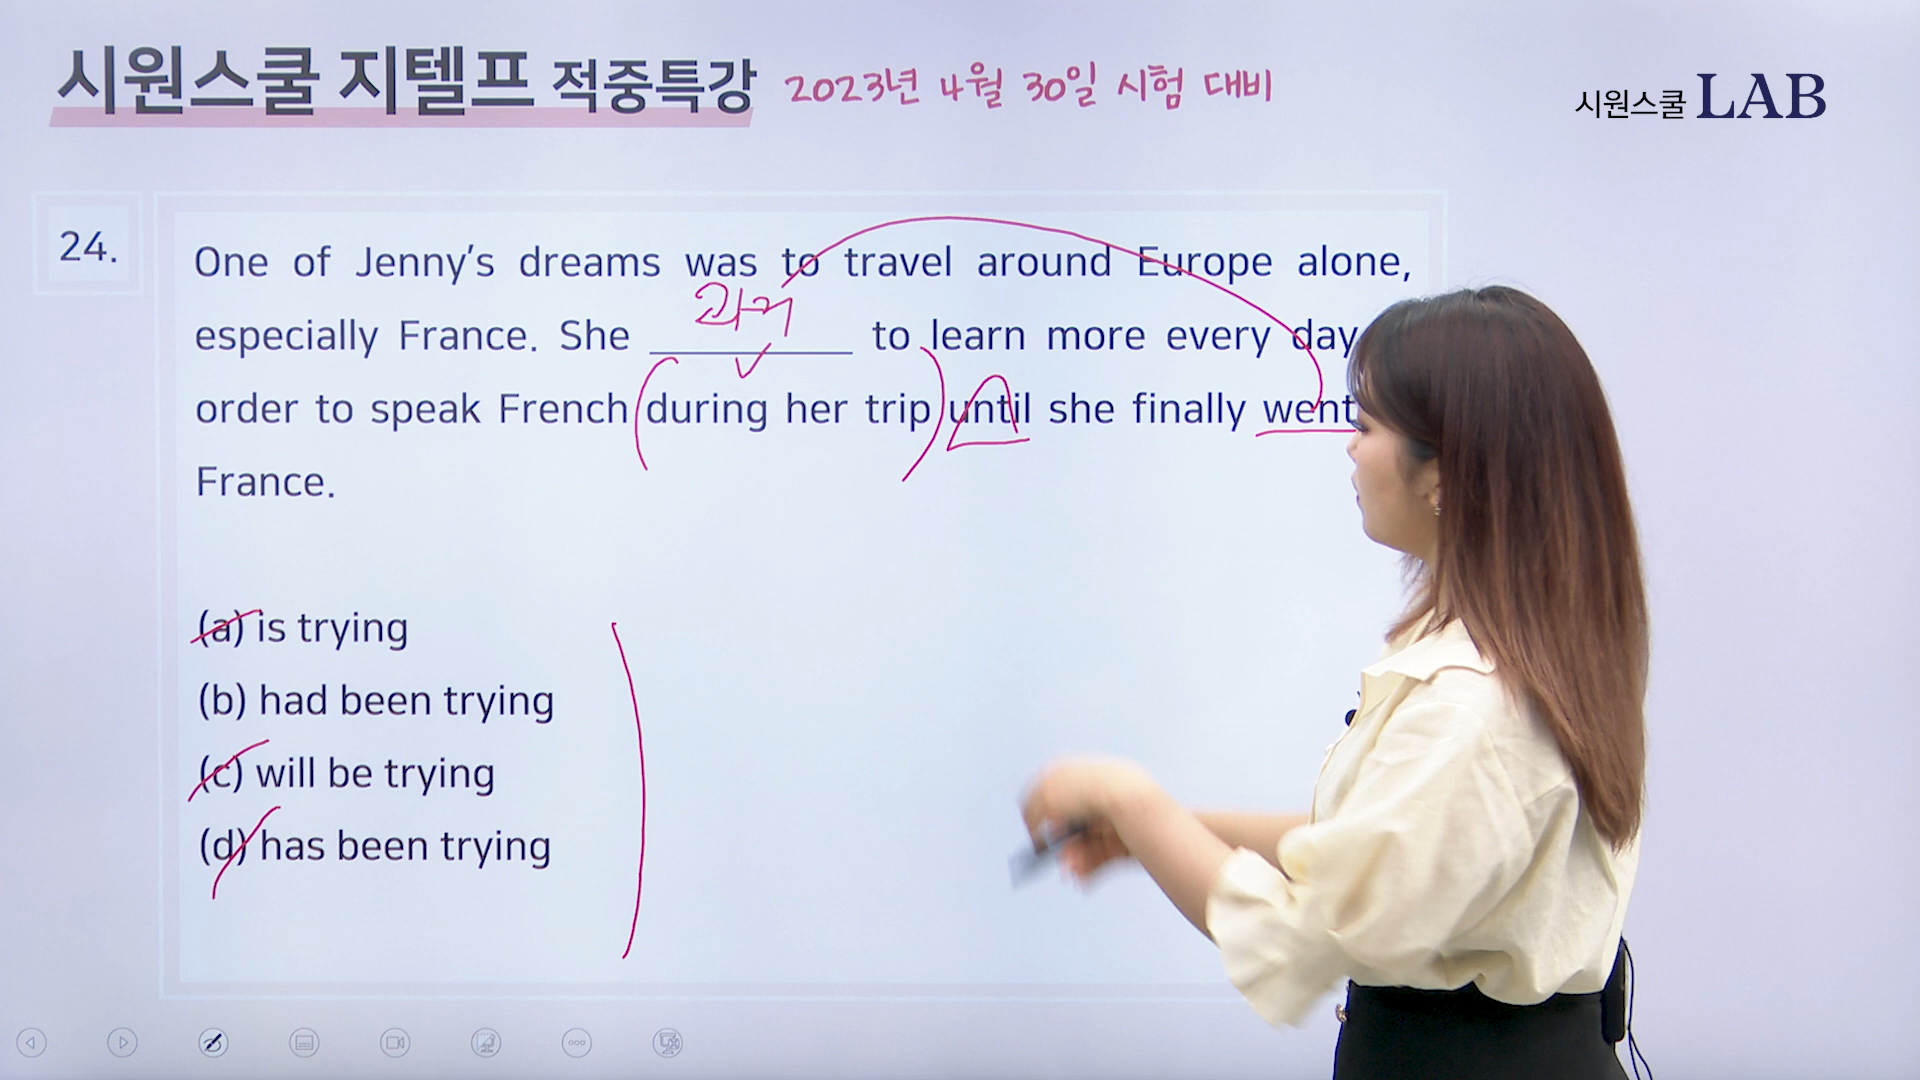 시원스쿨 지텔프 적중특강 2023년 4월 30일 시험 대비
시원스쿨 LAB
24.
One of Jenny’s dreams was to travel around Europe alone,
과거
especially France. She ________ to learn more every day
order to speak French during her trip until she finally went
France.
(a) is trying
(b) had been trying
(c) will be trying
(d) has been trying